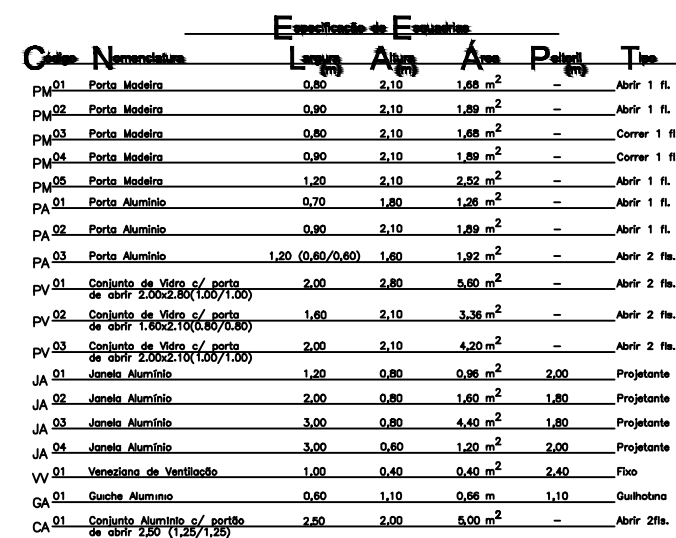 Especificação de Esquadrias
Código Nomenclatura Largura (m) Altura (m) Área Peitoril (m) Tipo
PM 01 Porta Madeira 0,80 2,10 1,68 m² – Abrir 1 fl.
PM 02 Porta Madeira 0,90 2,10 1,89 m² – Abrir 1 fl.
PM 03 Porta Madeira 0,80 2,10 1,68 m² – Correr 1 fl
PM 04 Porta Madeira 0,90 2,10 1,89 m² – Correr 1 fl
PM 05 Porta Madeira 1,20 2,10 2,52 m² – Abrir 1 fl.
PA 01 Porta Aluminio 0,70 1,80 1,26 m² – Abrir 1 fl.
PA 02 Porta Aluminio 0,90 2,10 1,89 m² – Abrir 1 fl.
PA 03 Porta Aluminio 1,20 (0,60/0,60) 1,60 1,92 m² – Abrir 2 fls.
PV 01 Conjunto de Vidro c/ porta 2,00 2,80 5,60 m² – Abrir 2 fls.
de abrir 2.00x2.80(1.00/1.00)
PV 02 Conjunto de Vidro c/ porta 1,60 2,10 3,36 m² – Abrir 2 fls.
de abrir 1.60x2.10(0.80/0.80)
PV 03 Conjunto de Vidro c/ porta 2,00 2,10 4,20 m² – Abrir 2 fls.
de abrir 2.00x2.10(1.00/1.00)
JA 01 Janela Alumínio 1,20 0,80 0,96 m² 2,00 Projetante
JA 02 Janela Alumínio 2,00 0,80 1,60 m² 1,80 Projetante
JA 03 Janela Alumínio 3,00 0,80 4,40 m² 1,80 Projetante
JA 04 Janela Alumínio 3,00 0,60 1,20 m² 2,00 Projetante
VV 01 Veneziana de Ventilação 1,00 0,40 0,40 m² 2,40 Fixo
GA 01 Guiche Aluminio 0,60 1,10 0,66 m 1,10 Guilhotina
CA 01 Conjunto Aluminio c/ portão 2,50 2,00 5,00 m² – Abrir 2fls.
de abrir 2,50 (1,25/1,25)